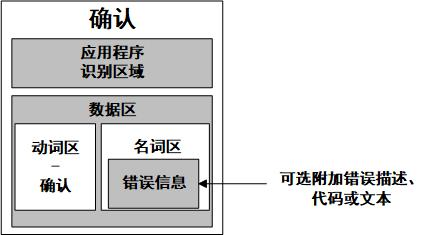 确认
应用程序
识别区域
数据区
动词区
–
确认
名词区
错误信息
可选附加错误描述、
代码或文本